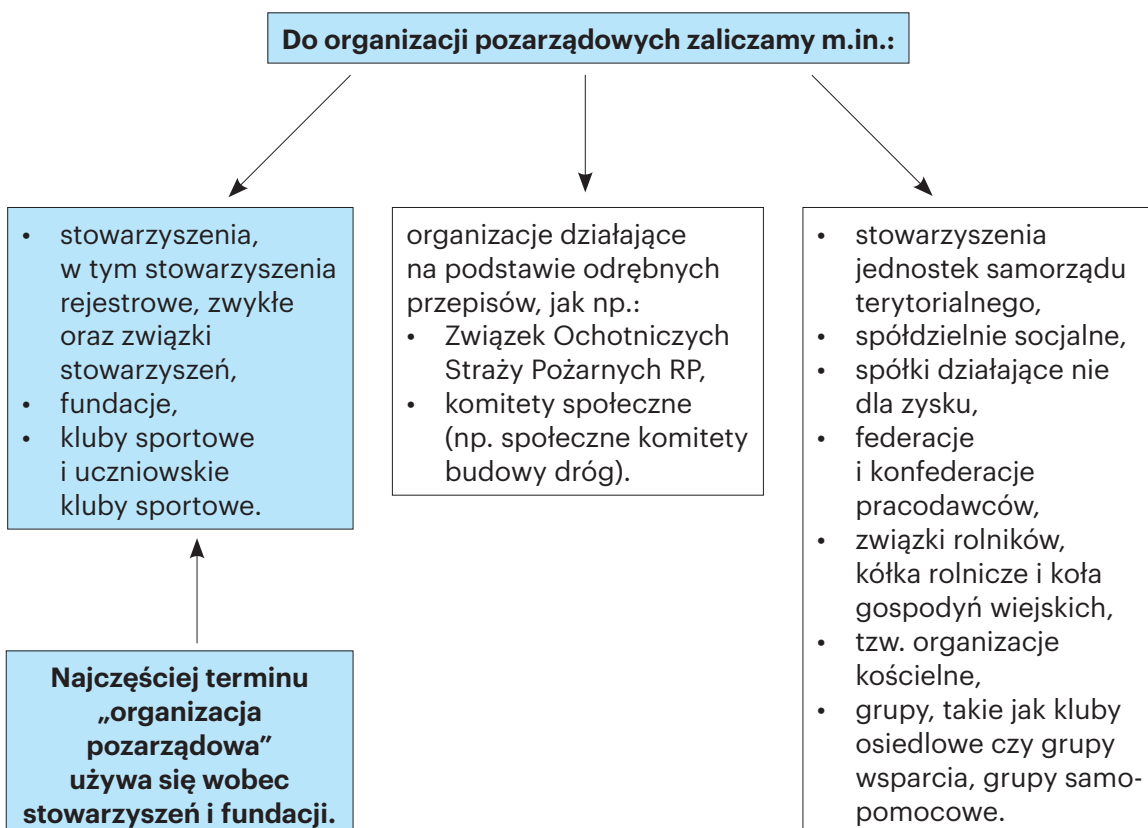 Do organizacji pozarządowych zaliczamy m.in.:
• stowarzyszenia,
w tym stowarzyszenia
rejestrowe, zwykłe
oraz związki
stowarzyszeń,
• fundacje,
• kluby sportowe
i uczniowskie
kluby sportowe.
Najczęściej terminu
„organizacja
pozarządowa”
używa się wobec
stowarzyszeń i fundacji.
organizacje działające
na podstawie odrębnych
przepisów, jak np.:
• Związek Ochotniczych
Straży Pożarnych RP,
• komitety społeczne
(np. społeczne komitety
budowy dróg).
• stowarzyszenia
jednostek samorządu
terytorialnego,
• spółdzielnie socjalne,
• spółki działające nie
dla zysku,
• federacje
i konfederacje
pracodawców,
• związki rolników,
kółka rolnicze i koła
gospodyń wiejskich,
• tzw. organizacje
kościelne,
• grupy, takie jak kluby
osiedlowe czy grupy
wsparcia, grupy samo-
pomocowe.